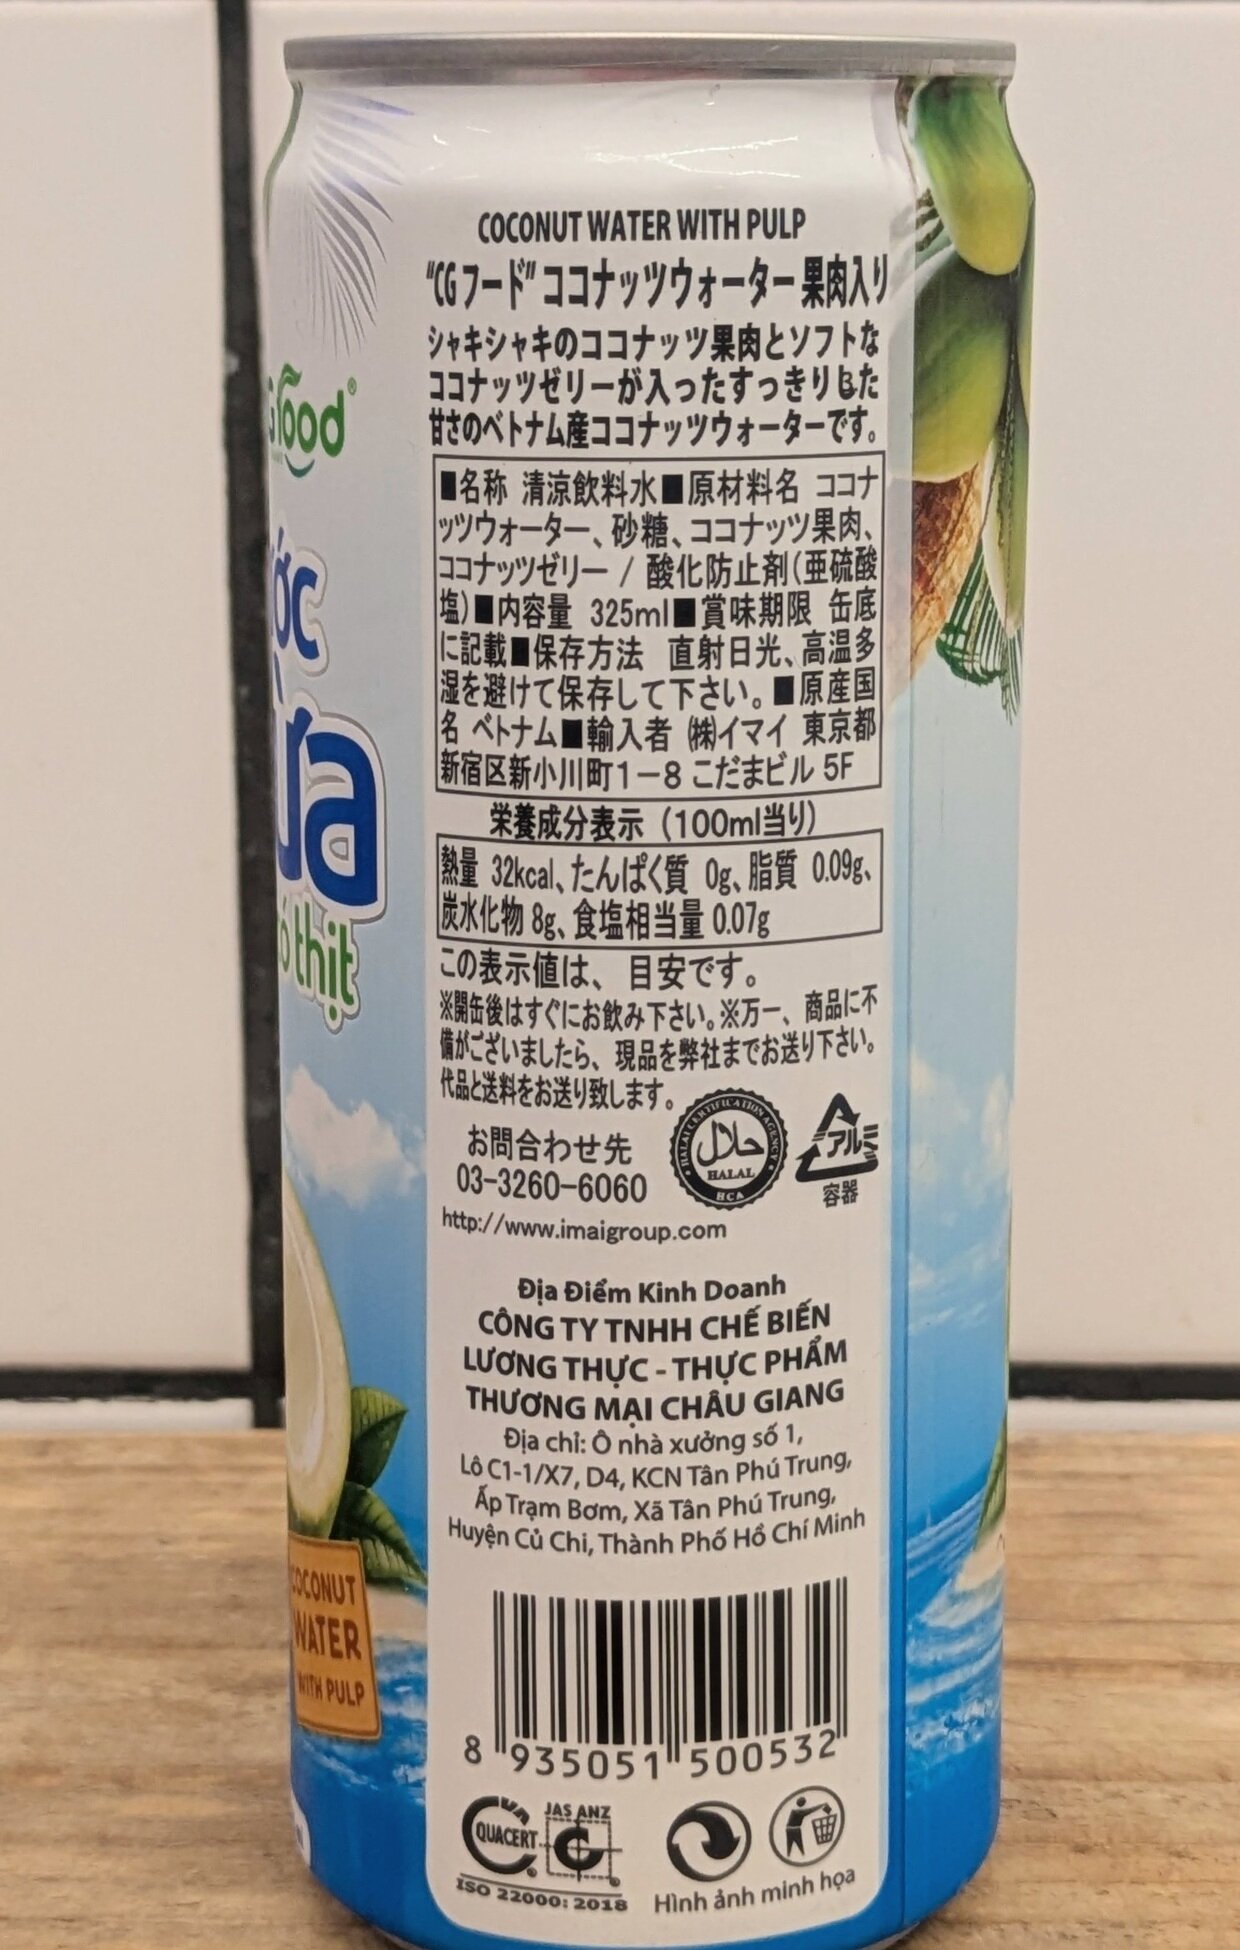 COCONUT WATER WITH PULP
"CGフード"ココナッツウォーター果肉入り
シャキシャキのココナッツ果肉とソフトな
ココナッツゼリーが入ったすっきりした
甘さのベトナム産ココナッツウォーターです。
■名称 清涼飲料水■原材料名 ココナ
ッツウォーター、砂糖、ココナッツ果肉、
ココナッツゼリー / 酸化防止剤(亜硫酸
塩)■内容量 325ml■賞味期限 缶底
に記載■保存方法 直射日光、高温多
湿を避けて保存して下さい。■原産国
名 ベトナム■輸入者 ㈱イマイ 東京都
新宿区新小川町1-8 こだまビル 5F
栄養成分表示 (100ml当り)
熱量 32kcal、たんぱく質 0g、脂質 0.09g、
炭水化物 8g、食塩相当量 0.07g
この表示値は、目安です。
※開缶後はすぐにお飲み下さい。※万一、商品に不
備がございましたら、現品を弊社までお送り下さい。
代品と送料をお送り致します。
お問合わせ先
03-3260-6060
http://www.imaigroup.com
HALAL CERTIFICATION AGENCY
حلال
HALAL
HCA
アルミ
容器
Địa Điểm Kinh Doanh
CÔNG TY TNHH CHẾ BIẾN
LƯƠNG THỰC - THỰC PHẨM
THƯƠNG MẠI CHÂU GIANG
Địa chỉ: Ô nhà xưởng số 1,
Lô C1-1/X7, D4, KCN Tân Phú Trung,
Ấp Trạm Bơm, Xã Tân Phú Trung,
Huyện Củ Chi, Thành Phố Hồ Chí Minh
8 935051 500532
QUACERT
JAS ANZ
ISO 22000: 2018
Hình ảnh minh họa
food®
thịt
COCONUT
WATER
WITH PULP